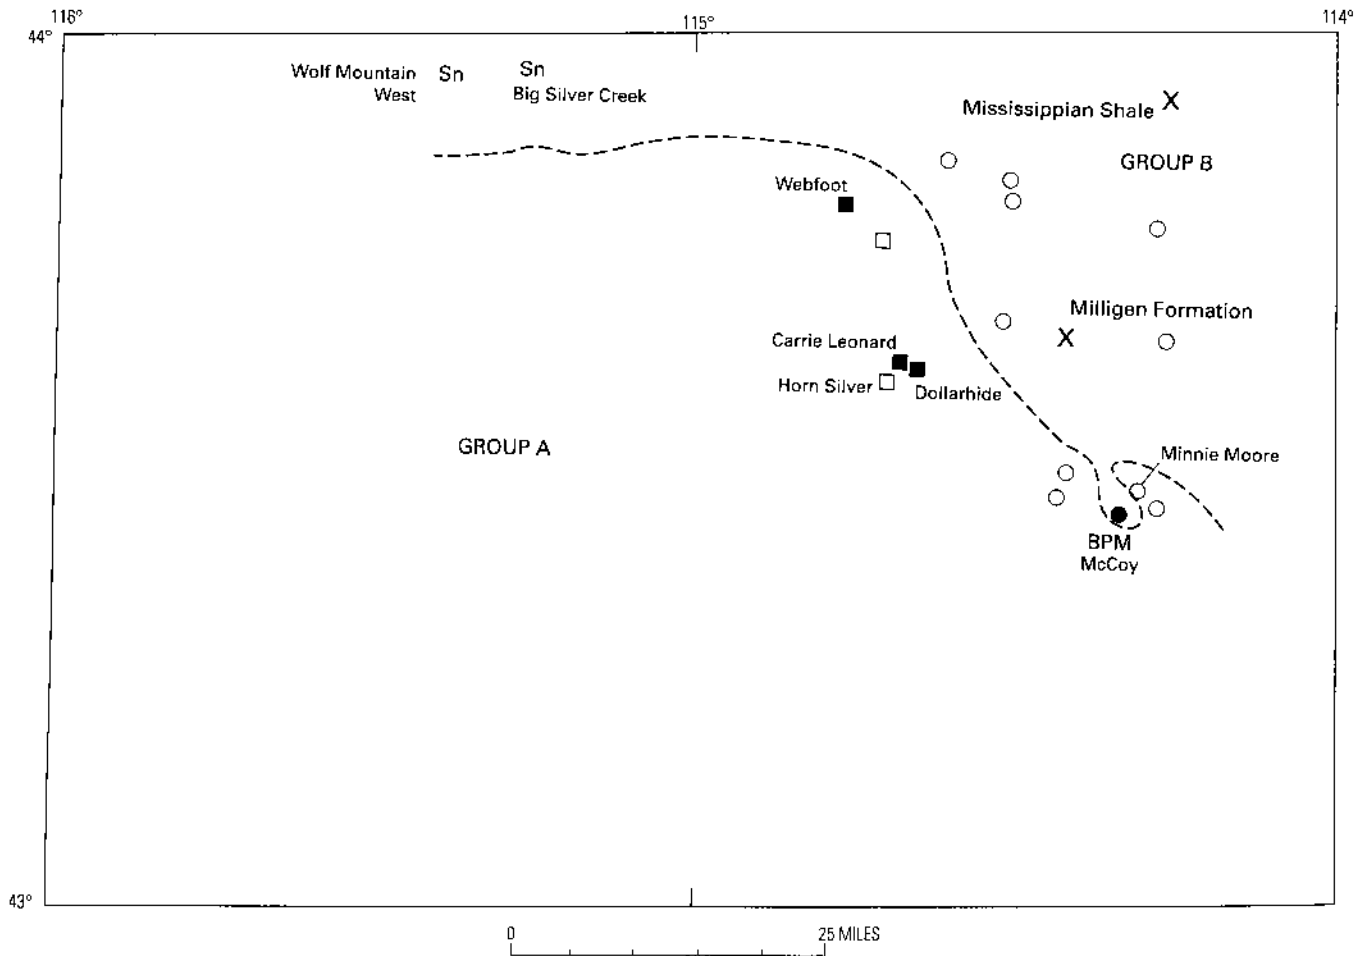 116°
115°
114°
44°
Wolf Mountain
West
Sn
Sn
Big Silver Creek
Mississippian Shale X
GROUP B
Webfoot
Milligen Formation
X
Carrie Leonard
Horn Silver
Dollarhide
GROUP A
Minnie Moore
BPM
McCoy
43°
0
25 MILES